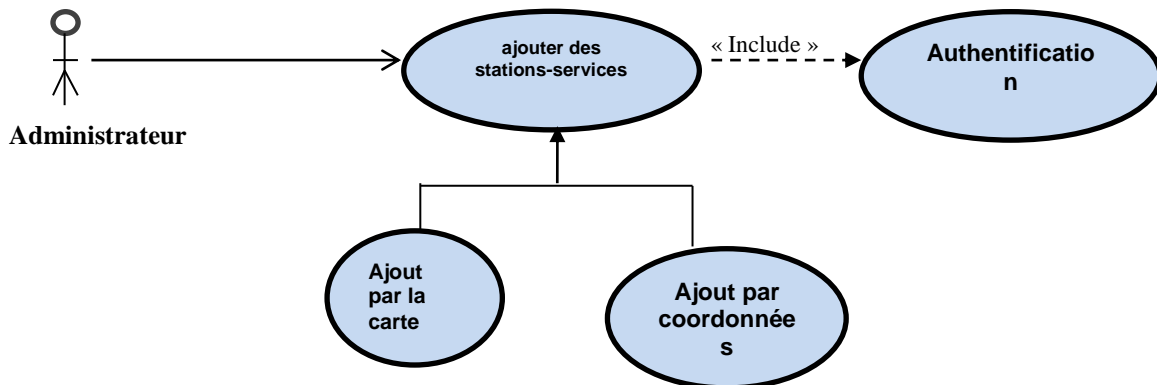 ajouter des
stations-services
« Include »
Authentificatio
n
Administrateur
Ajout
par la
carte
Ajout par
coordonnée
s